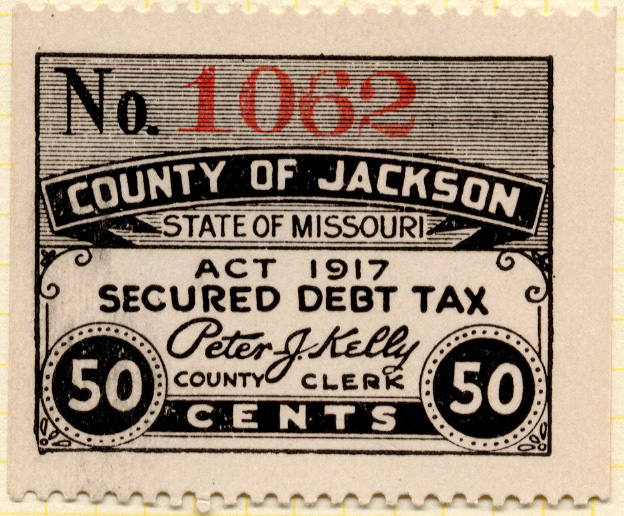 No. 1062
COUNTY OF JACKSON
STATE OF MISSOURI
ACT 1917
SECURED DEBT TAX
Peter J. Kelly
COUNTY CLERK
50 CENTS 50